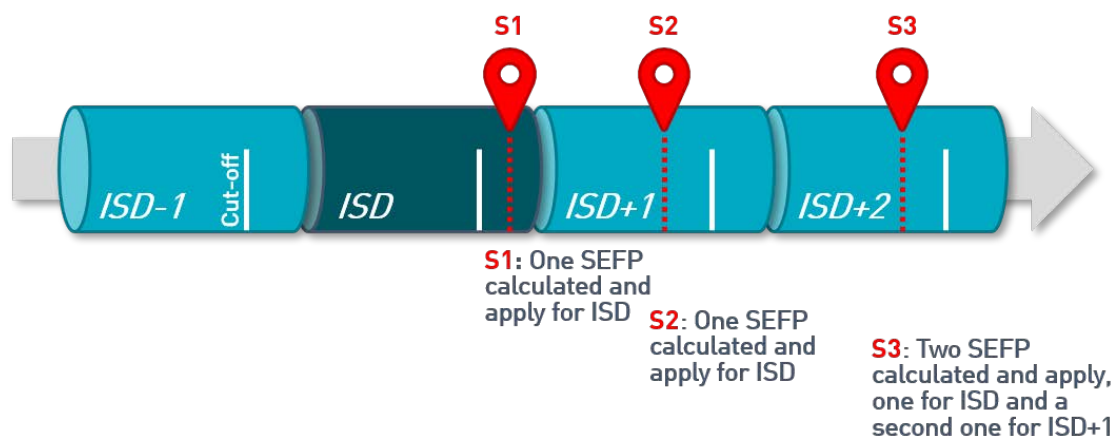 S1
S2
S3
ISD-1
Cut-off
ISD
ISD+1
ISD+2
S1: One SEFP
calculated and
apply for ISD
S2: One SEFP
calculated and
apply for ISD
S3: Two SEFP
calculated and apply,
one for ISD and a
second one for ISD+1